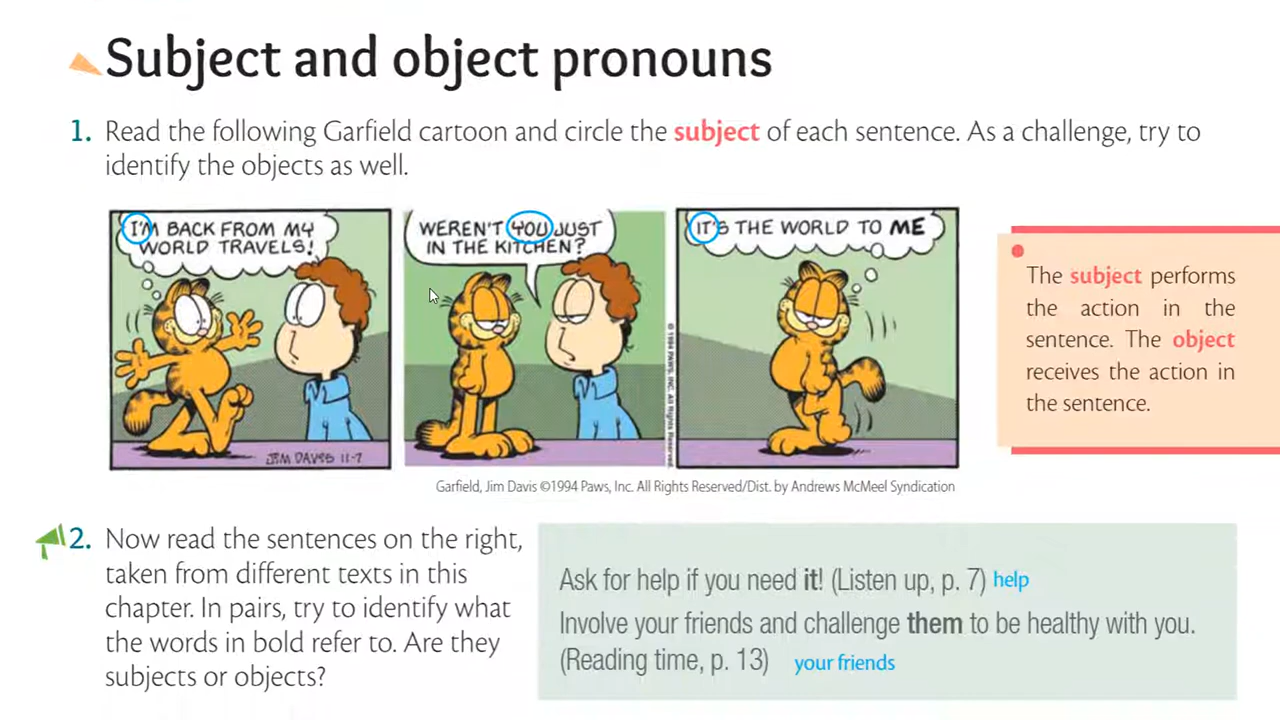 Subject and object pronouns
1. Read the following Garfield cartoon and circle the subject of each sentence. As a challenge, try to
identify the objects as well.
I'M BACK FROM MY
WORLD TRAVELS!
JIM DAVIS 11-7
WEREN'T YOU JUST
IN THE KITCHEN?
© 1994 PAWS, INC. All Rights Reserved.
IT'S THE WORLD TO ME
Garfield, Jim Davis ©1994 Paws, Inc. All Rights Reserved/Dist. by Andrews McMeel Syndication
The subject performs
the action in the
sentence. The object
receives the action in
the sentence.
2. Now read the sentences on the right,
taken from different texts in this
chapter. In pairs, try to identify what
the words in bold refer to. Are they
subjects or objects?
Ask for help if you need it! (Listen up, p. 7) help
Involve your friends and challenge them to be healthy with you.
(Reading time, p. 13) your friends